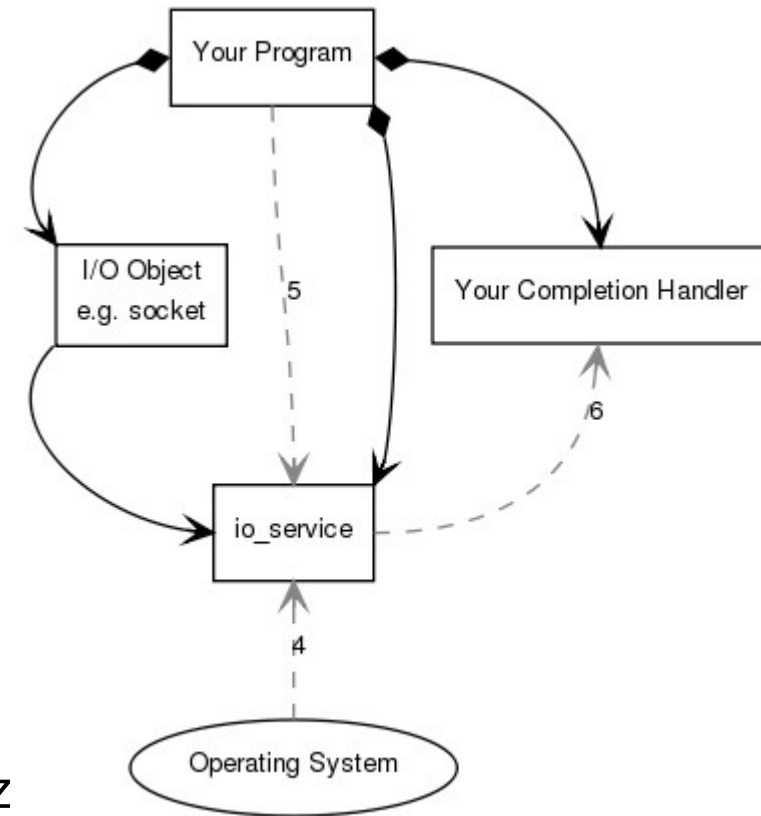 Your Program
I/O Object
e.g. socket
5
Your Completion Handler
6
io_service
4
Operating System
z